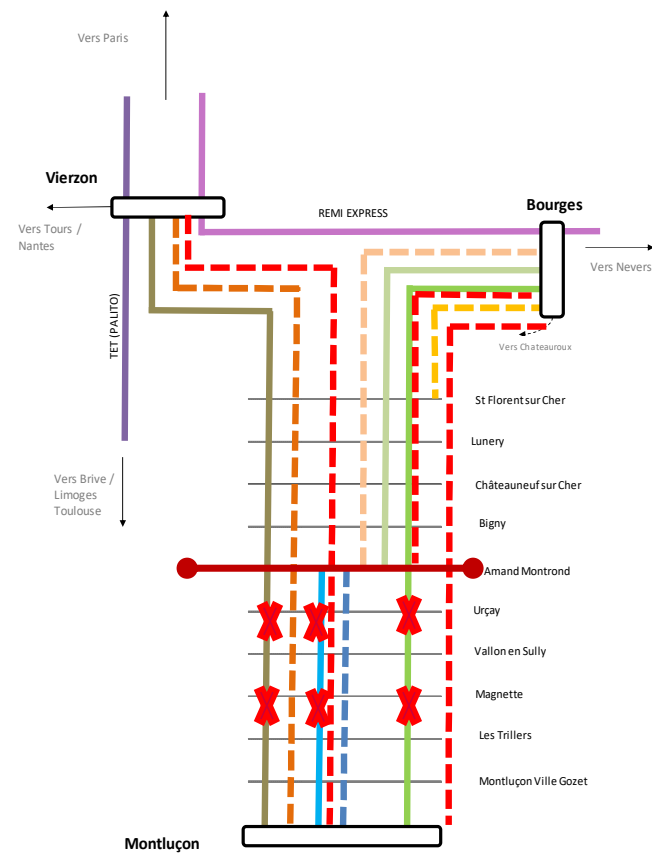 Vers Paris
Vierzon
Bourges
REMI EXPRESS
Vers Tours /
Nantes
Vers Nevers
TET (PALITO)
Vers Chateauroux
St Florent sur Cher
Lunery
Vers Brive /
Limoges
Toulouse
Châteauneuf sur Cher
Bigny
Amand Montrond
Urçay
Vallon en Sully
Magnette
Les Trillers
Montluçon Ville Gozet
Montluçon